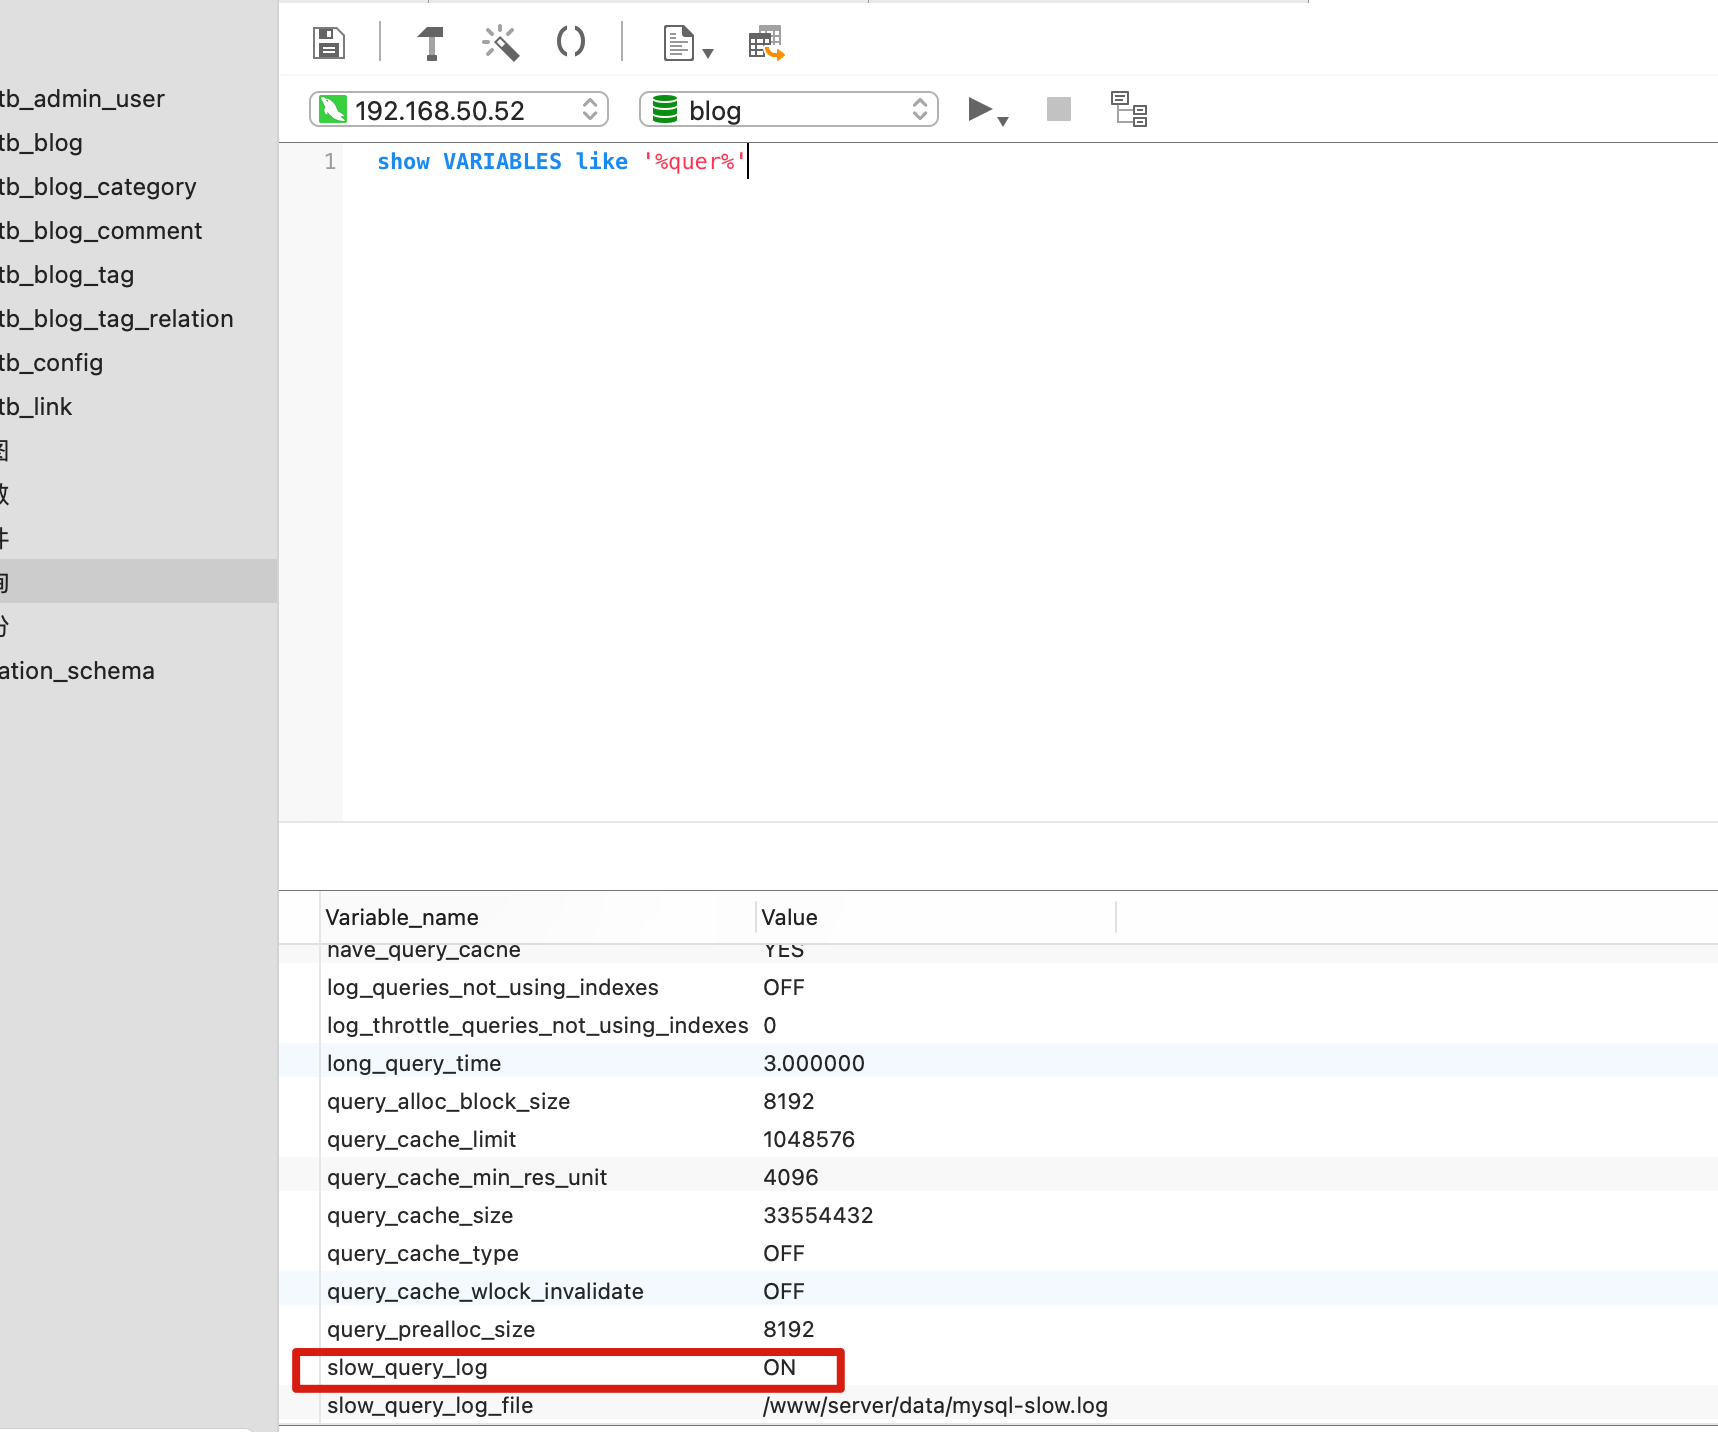 192.168.50.52
blog
tb_admin_user
tb_blog
tb_blog_category
tb_blog_comment
tb_blog_tag
tb_blog_tag_relation
tb_config
tb_link
图
数
件
询
份
ation_schema
1 show VARIABLES like '%quer%'
Variable_name Value
have_query_cache YES
log_queries_not_using_indexes OFF
log_throttle_queries_not_using_indexes 0
long_query_time 3.000000
query_alloc_block_size 8192
query_cache_limit 1048576
query_cache_min_res_unit 4096
query_cache_size 33554432
query_cache_type OFF
query_cache_wlock_invalidate OFF
query_prealloc_size 8192
slow_query_log ON
slow_query_log_file /www/server/data/mysql-slow.log